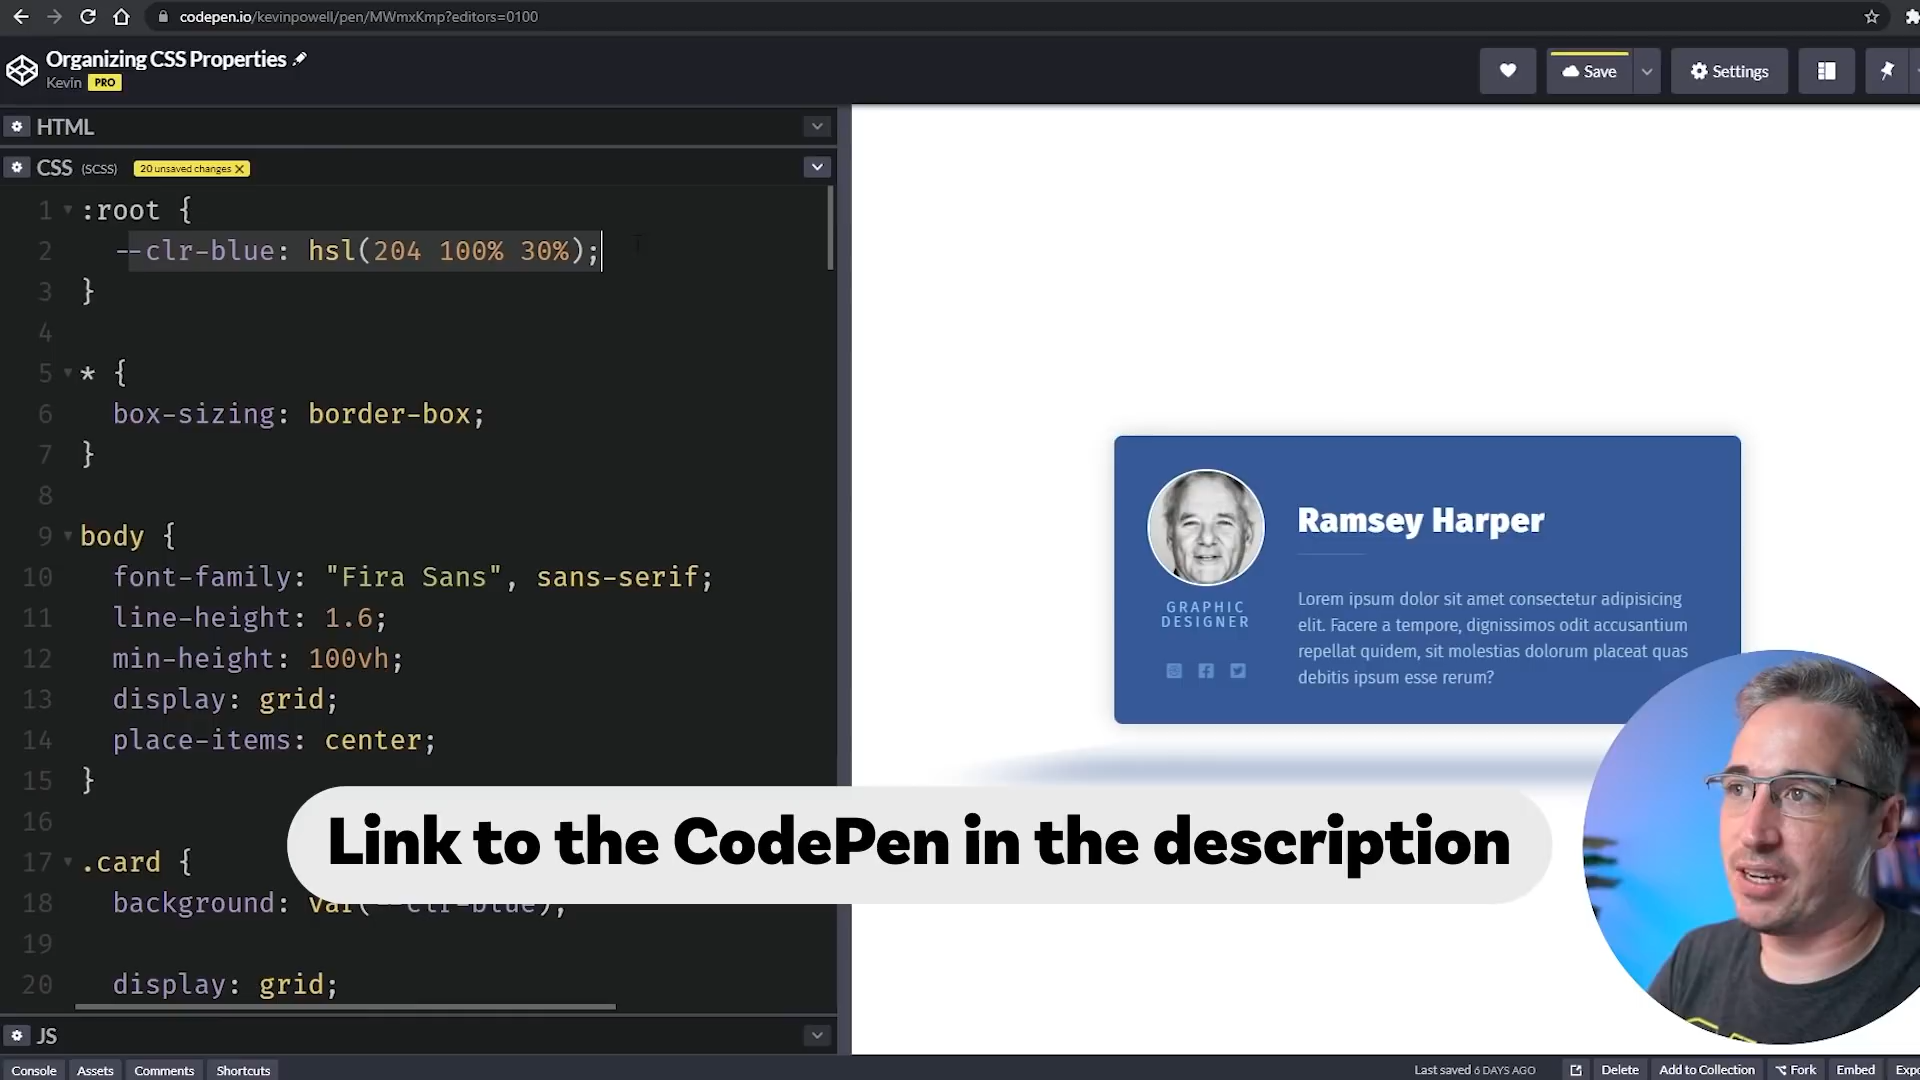 codepen.io/kevinpowell/pen/MWmxKmp?editors=0100
Organizing CSS Properties
Kevin PRO
Save
Settings
HTML
CSS (SCSS) 20 unsaved changes X
1 :root {
2 --clr-blue: hsl(204 100% 30%);
3 }
4
5 * {
6 box-sizing: border-box;
7 }
8
9 body {
10 font-family: "Fira Sans", sans-serif;
11 line-height: 1.6;
12 min-height: 100vh;
13 display: grid;
14 place-items: center;
15 }
16
17 .card {
18 background: var(--clr-blue);
19
20 display: grid;
JS
Ramsey Harper
GRAPHIC
DESIGNER
Lorem ipsum dolor sit amet consectetur adipisicing
elit. Facere a tempore, dignissimos odit accusantium
repellat quidem, sit molestias dolorum placeat quas
debitis ipsum esse rerum?
Link to the CodePen in the description
Console Assets Comments Shortcuts
Last saved 6 DAYS AGO Delete Add to Collection Fork Embed Expo